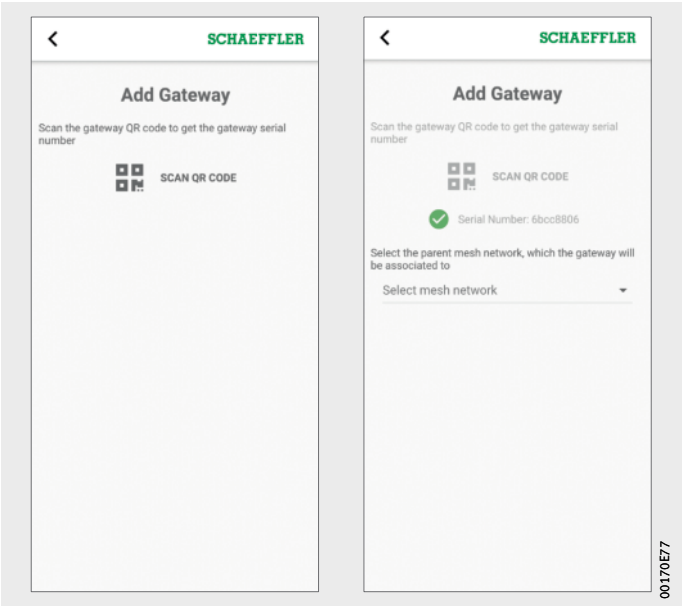 SCHAEFFLER
Add Gateway
Scan the gateway QR code to get the gateway serial
number
SCAN QR CODE
SCHAEFFLER
Add Gateway
Scan the gateway QR code to get the gateway serial
number
SCAN QR CODE
Serial Number: 6bcc8806
Select the parent mesh network, which the gateway will
be associated to
Select mesh network
00170E77